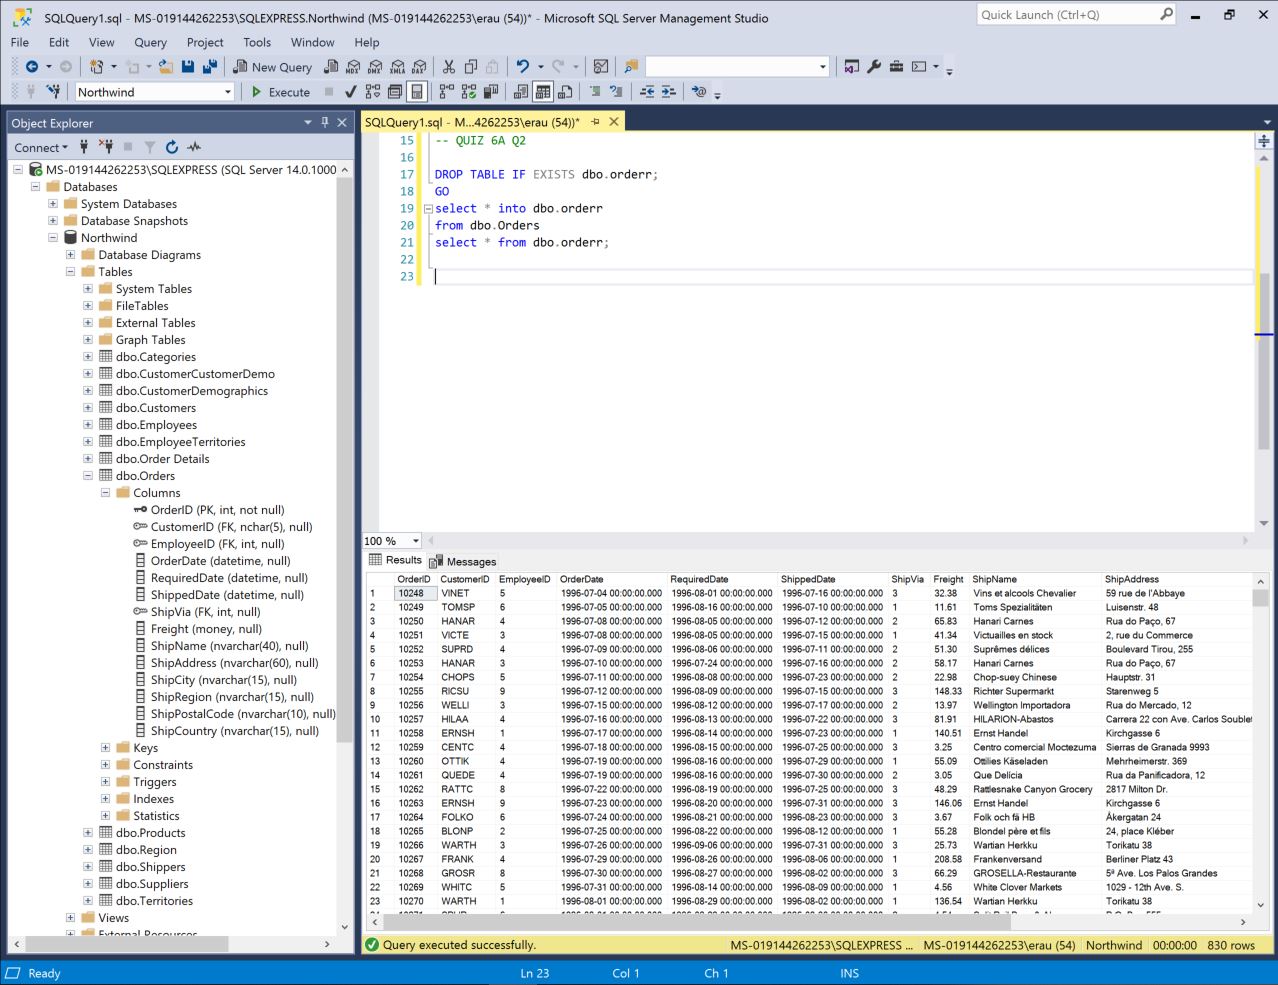 SQLQuery1.sql - MS-019144262253\SQLEXPRESS.Northwind (MS-019144262253\erau (54))* - Microsoft SQL Server Management Studio
Quick Launch (Ctrl+Q)
File Edit View Query Project Tools Window Help
New Query
MDX DMX XMLA DAX
Northwind
Execute
Object Explorer
Connect
MS-019144262253\SQLEXPRESS (SQL Server 14.0.1000
Databases
System Databases
Database Snapshots
Northwind
Database Diagrams
Tables
System Tables
FileTables
External Tables
Graph Tables
dbo.Categories
dbo.CustomerCustomerDemo
dbo.CustomerDemographics
dbo.Customers
dbo.Employees
dbo.EmployeeTerritories
dbo.Order Details
dbo.Orders
Columns
OrderID (PK, int, not null)
CustomerID (FK, nchar(5), null)
EmployeeID (FK, int, null)
OrderDate (datetime, null)
RequiredDate (datetime, null)
ShippedDate (datetime, null)
ShipVia (FK, int, null)
Freight (money, null)
ShipName (nvarchar(40), null)
ShipAddress (nvarchar(60), null)
ShipCity (nvarchar(15), null)
ShipRegion (nvarchar(15), null)
ShipPostalCode (nvarchar(10), null)
ShipCountry (nvarchar(15), null)
Keys
Constraints
Triggers
Indexes
Statistics
dbo.Products
dbo.Region
dbo.Shippers
dbo.Suppliers
dbo.Territories
Views
External Resources
SQLQuery1.sql - M...4262253\erau (54))*
15 -- QUIZ 6A Q2
16
17 DROP TABLE IF EXISTS dbo.orderr;
18 GO
19 select * into dbo.orderr
20 from dbo.Orders
21 select * from dbo.orderr;
22
23
100 %
Results Messages
OrderID CustomerID EmployeeID OrderDate RequiredDate ShippedDate ShipVia Freight ShipName ShipAddress
1 10248 VINET 5 1996-07-04 00:00:00.000 1996-08-01 00:00:00.000 1996-07-16 00:00:00.000 3 32.38 Vins et alcools Chevalier 59 rue de l'Abbaye
2 10249 TOMSP 6 1996-07-05 00:00:00.000 1996-08-16 00:00:00.000 1996-07-10 00:00:00.000 1 11.61 Toms Spezialitäten Luisenstr. 48
3 10250 HANAR 4 1996-07-08 00:00:00.000 1996-08-05 00:00:00.000 1996-07-12 00:00:00.000 2 65.83 Hanari Carnes Rua do Paço, 67
4 10251 VICTE 3 1996-07-08 00:00:00.000 1996-08-05 00:00:00.000 1996-07-15 00:00:00.000 1 41.34 Victuailles en stock 2, rue du Commerce
5 10252 SUPRD 4 1996-07-09 00:00:00.000 1996-08-06 00:00:00.000 1996-07-11 00:00:00.000 2 51.30 Suprêmes délices Boulevard Tirou, 255
6 10253 HANAR 3 1996-07-10 00:00:00.000 1996-07-24 00:00:00.000 1996-07-16 00:00:00.000 2 58.17 Hanari Carnes Rua do Paço, 67
7 10254 CHOPS 5 1996-07-11 00:00:00.000 1996-08-08 00:00:00.000 1996-07-23 00:00:00.000 2 22.98 Chop-suey Chinese Hauptstr. 31
8 10255 RICSU 9 1996-07-12 00:00:00.000 1996-08-09 00:00:00.000 1996-07-15 00:00:00.000 3 148.33 Richter Supermarkt Starenweg 5
9 10256 WELLI 3 1996-07-15 00:00:00.000 1996-08-12 00:00:00.000 1996-07-17 00:00:00.000 2 13.97 Wellington Importadora Rua do Mercado, 12
10 10257 HILAA 4 1996-07-16 00:00:00.000 1996-08-13 00:00:00.000 1996-07-22 00:00:00.000 3 81.91 HILARION-Abastos Carrera 22 con Ave. Carlos Soublet
11 10258 ERNSH 1 1996-07-17 00:00:00.000 1996-08-14 00:00:00.000 1996-07-23 00:00:00.000 1 140.51 Ernst Handel Kirchgasse 6
12 10259 CENTC 4 1996-07-18 00:00:00.000 1996-08-15 00:00:00.000 1996-07-25 00:00:00.000 3 3.25 Centro comercial Moctezuma Sierras de Granada 9993
13 10260 OTTIK 4 1996-07-19 00:00:00.000 1996-08-16 00:00:00.000 1996-07-29 00:00:00.000 1 55.09 Ottilies Käseladen Mehrheimerstr. 369
14 10261 QUEDE 4 1996-07-19 00:00:00.000 1996-08-16 00:00:00.000 1996-07-30 00:00:00.000 2 3.05 Que Delícia Rua da Panificadora, 12
15 10262 RATTC 8 1996-07-22 00:00:00.000 1996-08-19 00:00:00.000 1996-07-25 00:00:00.000 3 48.29 Rattlesnake Canyon Grocery 2817 Milton Dr.
16 10263 ERNSH 9 1996-07-23 00:00:00.000 1996-08-20 00:00:00.000 1996-07-31 00:00:00.000 3 146.06 Ernst Handel Kirchgasse 6
17 10264 FOLKO 6 1996-07-24 00:00:00.000 1996-08-21 00:00:00.000 1996-08-23 00:00:00.000 3 3.67 Folk och fä HB Åkergatan 24
18 10265 BLONP 2 1996-07-25 00:00:00.000 1996-08-22 00:00:00.000 1996-08-12 00:00:00.000 1 55.28 Blondel père et fils 24, place Kléber
19 10266 WARTH 3 1996-07-26 00:00:00.000 1996-09-06 00:00:00.000 1996-07-31 00:00:00.000 3 25.73 Wartian Herkku Torikatu 38
20 10267 FRANK 4 1996-07-29 00:00:00.000 1996-08-26 00:00:00.000 1996-08-06 00:00:00.000 1 208.58 Frankenversand Berliner Platz 43
21 10268 GROSR 8 1996-07-30 00:00:00.000 1996-08-27 00:00:00.000 1996-08-02 00:00:00.000 3 66.29 GROSELLA-Restaurante 5ª Ave. Los Palos Grandes
22 10269 WHITC 5 1996-07-31 00:00:00.000 1996-08-14 00:00:00.000 1996-08-09 00:00:00.000 1 4.56 White Clover Markets 1029 - 12th Ave. S.
23 10270 WARTH 1 1996-08-01 00:00:00.000 1996-08-29 00:00:00.000 1996-08-02 00:00:00.000 1 136.54 Wartian Herkku Torikatu 38
Query executed successfully. MS-019144262253\SQLEXPRESS ... MS-019144262253\erau (54) Northwind 00:00:00 830 rows
Ready Ln 23 Col 1 Ch 1 INS